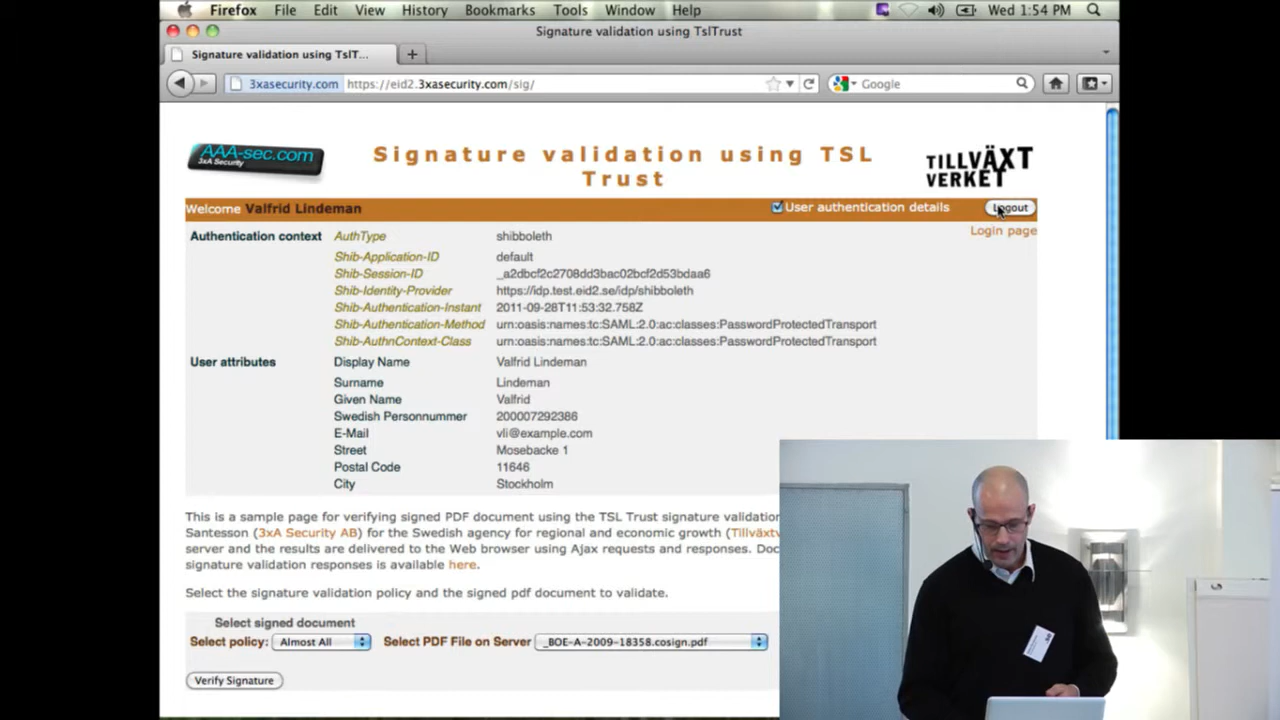 Firefox File Edit View History Bookmarks Tools Window Help Wed 1:54 PM
Signature validation using TslTrust
Signature validation using TslT...
3xasecurity.com https://eid2.3xasecurity.com/sig/ Google
AAA-sec.com
3xA Security
Signature validation using TSL
Trust
TILLVÄXT
VERKET
Welcome Valfrid Lindeman User authentication details Logout
Login page
Authentication context AuthType shibboleth
Shib-Application-ID default
Shib-Session-ID _a2dbcf2c2708dd3bac02bcf2d53bdaa6
Shib-Identity-Provider https://idp.test.eid2.se/idp/shibboleth
Shib-Authentication-Instant 2011-09-28T11:53:32.758Z
Shib-Authentication-Method urn:oasis:names:tc:SAML:2.0:ac:classes:PasswordProtectedTransport
Shib-AuthnContext-Class urn:oasis:names:tc:SAML:2.0:ac:classes:PasswordProtectedTransport
User attributes Display Name Valfrid Lindeman
Surname Lindeman
Given Name Valfrid
Swedish Personnummer 200007292386
E-Mail vli@example.com
Street Mosebacke 1
Postal Code 11646
City Stockholm
This is a sample page for verifying signed PDF document using the TSL Trust signature validation
Santesson (3xA Security AB) for the Swedish agency for regional and economic growth (Tillväxtv
server and the results are delivered to the Web browser using Ajax requests and responses. Doc
signature validation responses is available here.
Select the signature validation policy and the signed pdf document to validate.
Select signed document
Select policy: Almost All Select PDF File on Server _BOE-A-2009-18358.cosign.pdf
Verify Signature